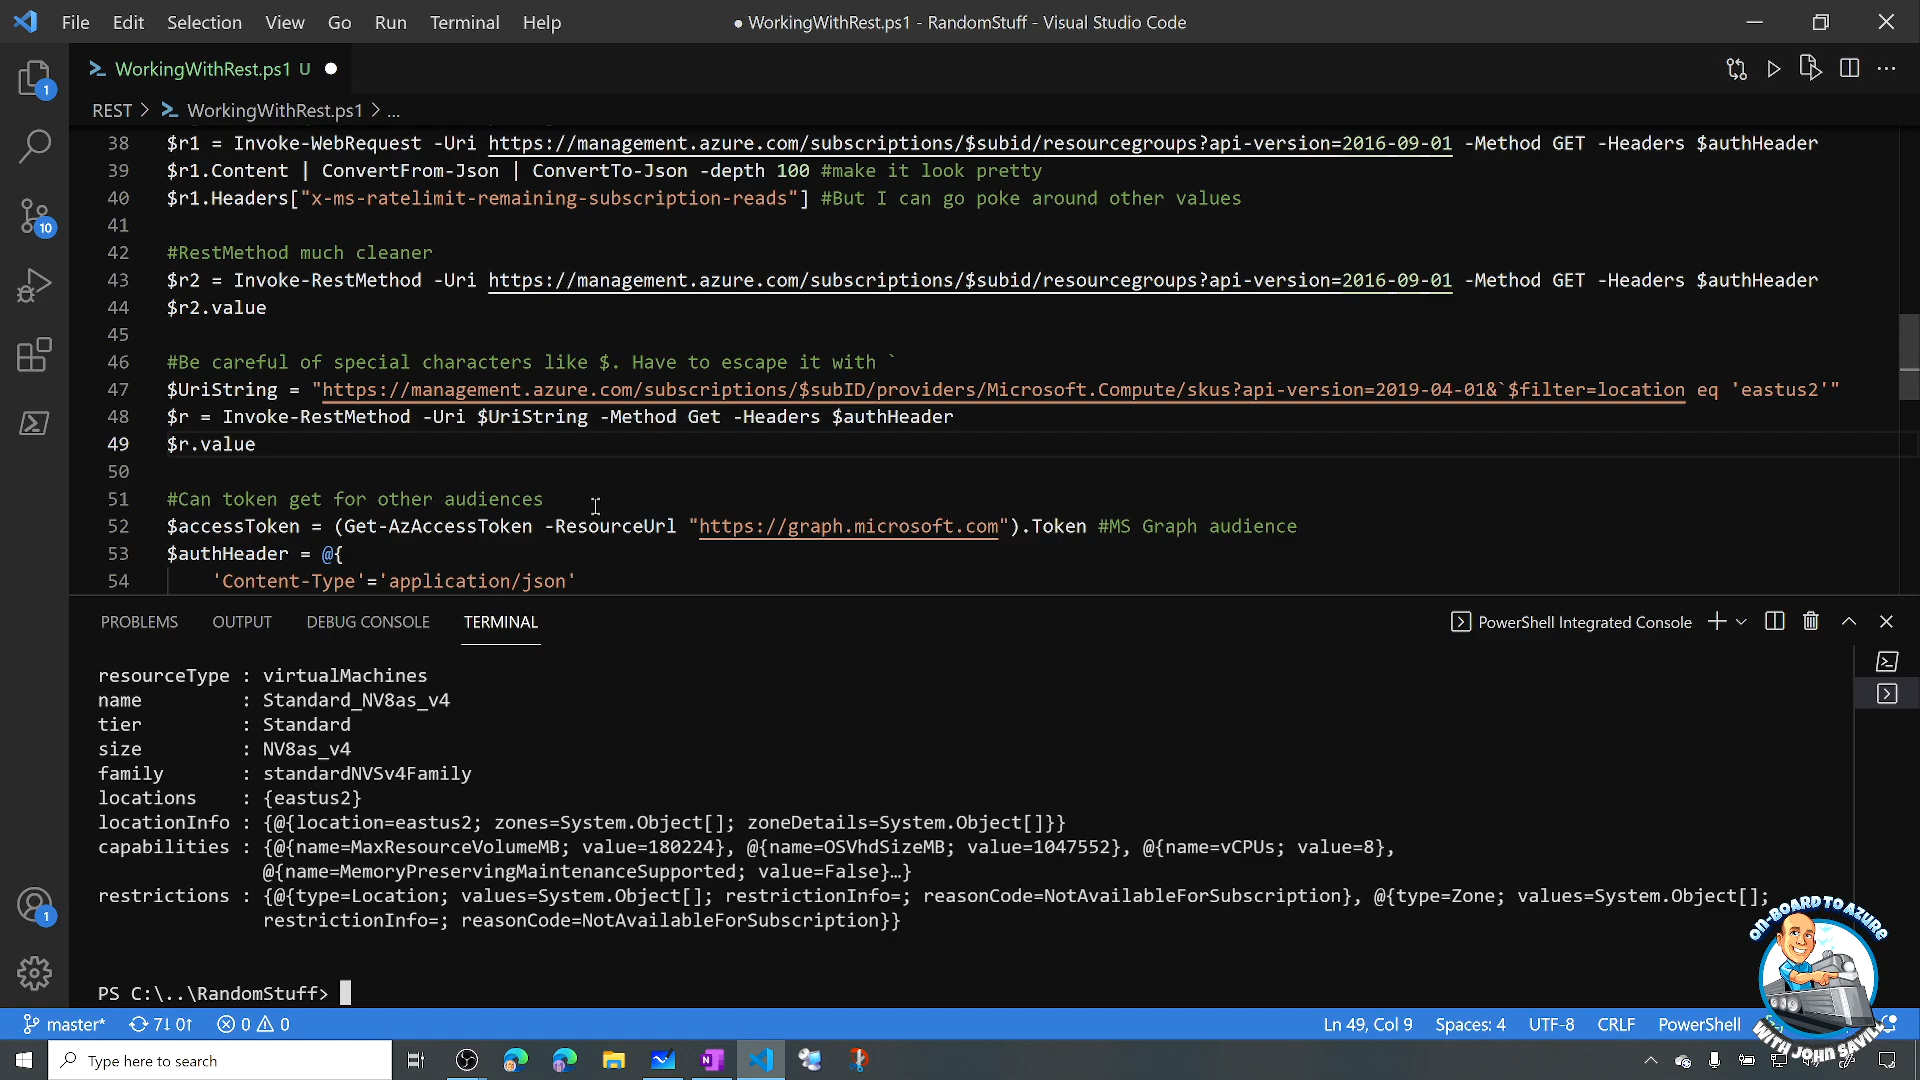 File Edit Selection View Go Run Terminal Help
● WorkingWithRest.ps1 - RandomStuff - Visual Studio Code
WorkingWithRest.ps1 U
REST > WorkingWithRest.ps1 > ...
38 $r1 = Invoke-WebRequest -Uri https://management.azure.com/subscriptions/$subid/resourcegroups?api-version=2016-09-01 -Method GET -Headers $authHeader
39 $r1.Content | ConvertFrom-Json | ConvertTo-Json -depth 100 #make it look pretty
40 $r1.Headers["x-ms-ratelimit-remaining-subscription-reads"] #But I can go poke around other values
41
42 #RestMethod much cleaner
43 $r2 = Invoke-RestMethod -Uri https://management.azure.com/subscriptions/$subid/resourcegroups?api-version=2016-09-01 -Method GET -Headers $authHeader
44 $r2.value
45
46 #Be careful of special characters like $. Have to escape it with `
47 $UriString = "https://management.azure.com/subscriptions/$subID/providers/Microsoft.Compute/skus?api-version=2019-04-01&`$filter=location eq 'eastus2'"
48 $r = Invoke-RestMethod -Uri $UriString -Method Get -Headers $authHeader
49 $r.value
50
51 #Can token get for other audiences
52 $accessToken = (Get-AzAccessToken -ResourceUrl "https://graph.microsoft.com").Token #MS Graph audience
53 $authHeader = @{
54 'Content-Type'='application/json'
1
10
1
PROBLEMS OUTPUT DEBUG CONSOLE TERMINAL
PowerShell Integrated Console
resourceType : virtualMachines
name : Standard_NV8as_v4
tier : Standard
size : NV8as_v4
family : standardNVSv4Family
locations : {eastus2}
locationInfo : {@{location=eastus2; zones=System.Object[]; zoneDetails=System.Object[]}}
capabilities : {@{name=MaxResourceVolumeMB; value=180224}, @{name=OSVhdSizeMB; value=1047552}, @{name=vCPUs; value=8},
@{name=MemoryPreservingMaintenanceSupported; value=False}…}
restrictions : {@{type=Location; values=System.Object[]; restrictionInfo=; reasonCode=NotAvailableForSubscription}, @{type=Zone; values=System.Object[];
restrictionInfo=; reasonCode=NotAvailableForSubscription}}
PS C:\..\RandomStuff>
ON-BOARD TO AZURE
WITH JOHN SAVILL
master* 7↓ 0↑ 0 0
Ln 49, Col 9 Spaces: 4 UTF-8 CRLF PowerShell
Type here to search